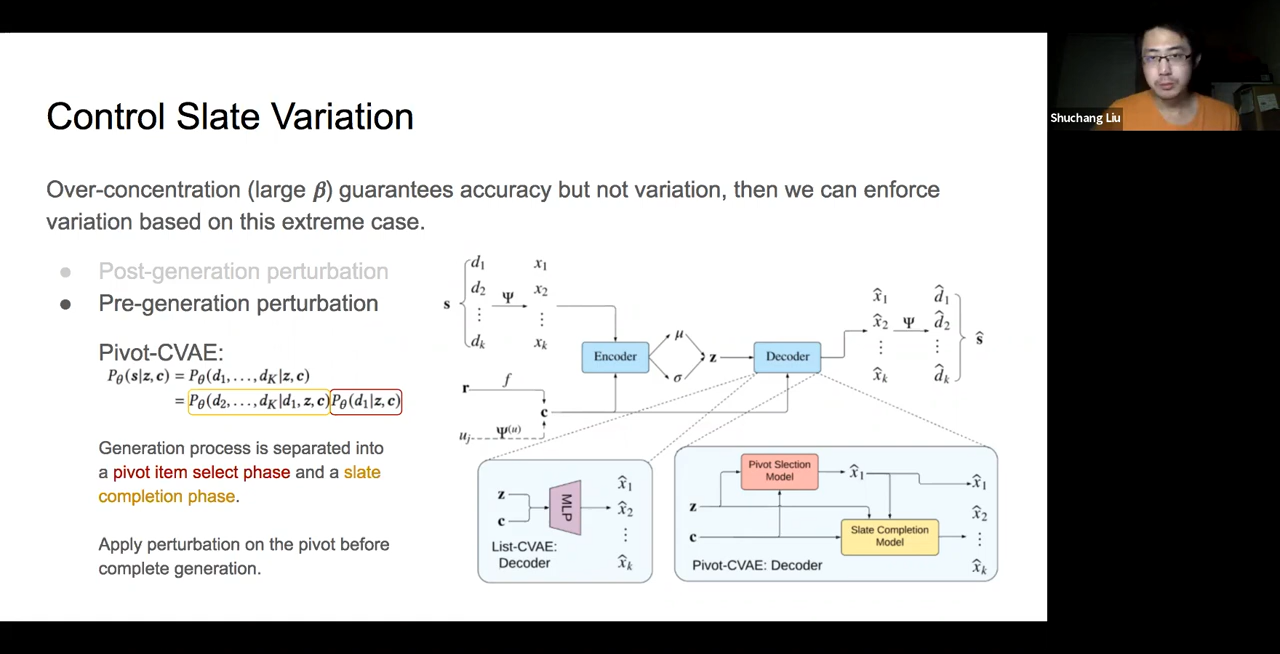 Control Slate Variation
Shuchang Liu
Over-concentration (large β) guarantees accuracy but not variation, then we can enforce
variation based on this extreme case.
Post-generation perturbation
Pre-generation perturbation
Pivot-CVAE:
Pθ(s|z, c) = Pθ(d1, . . . , dK|z, c)
= Pθ(d2, . . . , dK|d1, z, c)Pθ(d1|z, c)
Generation process is separated into
a pivot item select phase and a slate
completion phase.
Apply perturbation on the pivot before
complete generation.
s
d1
d2
⋮
dk
Ψ
x1
x2
⋮
xk
r
f
c
uj
Ψ(u)
Encoder
μ
σ
z
Decoder
x̂1
x̂2
⋮
x̂k
Ψ
d̂1
d̂2
⋮
d̂k
ŝ
z
c
MLP
x̂1
x̂2
⋮
x̂k
List-CVAE:
Decoder
Pivot Slection
Model
x̂1
z
c
Slate Completion
Model
x̂1
x̂2
⋮
x̂k
Pivot-CVAE: Decoder